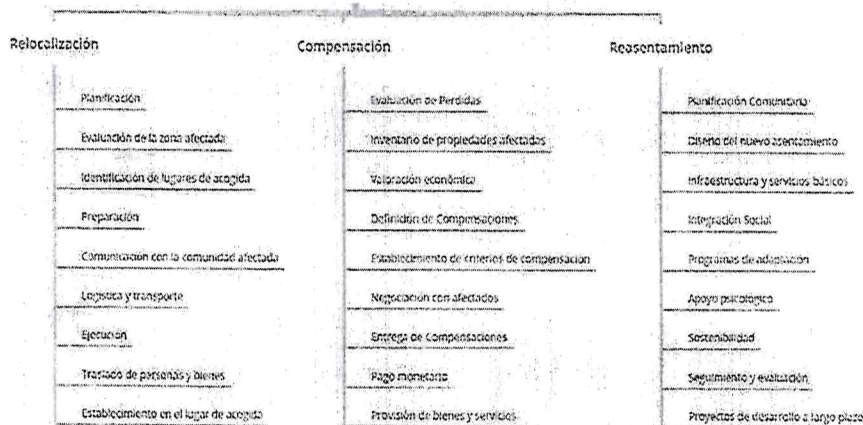 Relocalización
Planificación
Evaluación de la zona afectada
Identificación de lugares de acogida
Preparación
Comunicación con la comunidad afectada
Logística y transporte
Ejecución
Traslado de personas y bienes
Establecimiento en el lugar de acogida
Compensación
Evaluación de Perdidas
Inventario de propiedades afectadas
Valoración económica
Definición de Compensaciones
Establecimiento de criterios de compensación
Negociación con afectados
Entrega de Compensaciones
Pago monetario
Provisión de bienes y servicios
Reasentamiento
Planificación Comunitaria
Diseño del nuevo asentamiento
Infraestructura y servicios básicos
Integración Social
Programas de adaptación
Apoyo psicológico
Sostenibilidad
Seguimiento y evaluación
Proyectos de desarrollo a largo plazo